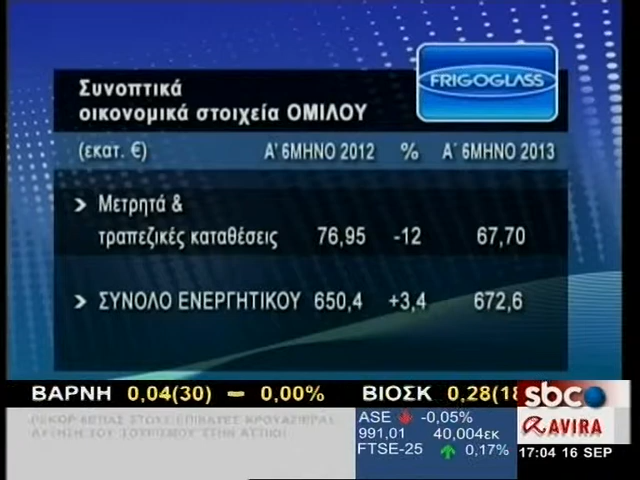 Συνοπτικά
οικονομικά στοιχεία ΟΜΙΛΟΥ
FRIGOGLASS
(εκατ. €) Α' 6ΜΗΝΟ 2012 % Α΄ 6ΜΗΝΟ 2013
Μετρητά &
τραπεζικές καταθέσεις 76,95 -12 67,70
ΣΥΝΟΛΟ ΕΝΕΡΓΗΤΙΚΟΥ 650,4 +3,4 672,6
ΒΑΡΝΗ 0,04(30) – 0,00% ΒΙΟΣΚ 0,28(18
sbc
AVIRA
17:04 16 SEP
ASE -0,05%
991,01 40,004εκ
FTSE-25 0,17%